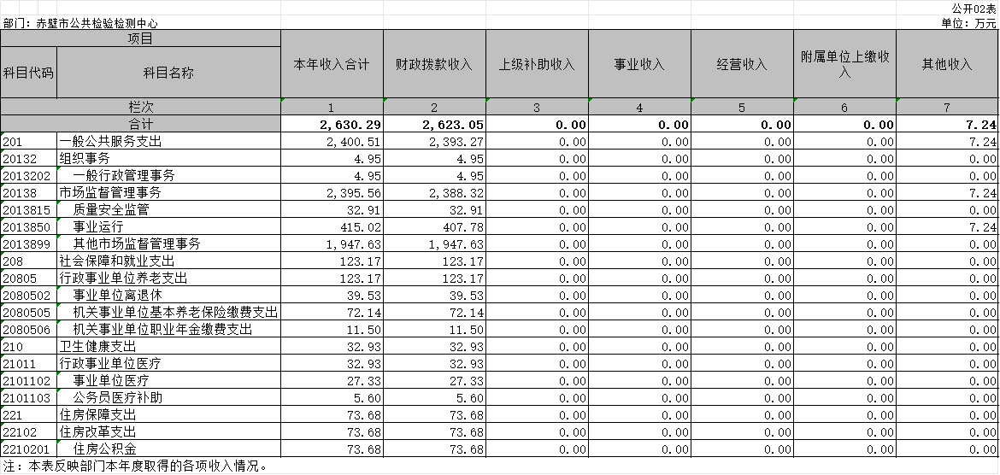 公开02表
部门：赤壁市公共检验检测中心 单位：万元
项目 本年收入合计 财政拨款收入 上级补助收入 事业收入 经营收入 附属单位上缴收入 其他收入
科目代码 科目名称
栏次 1 2 3 4 5 6 7
合计 2,630.29 2,623.05 0.00 0.00 0.00 0.00 7.24
201 一般公共服务支出 2,400.51 2,393.27 0.00 0.00 0.00 0.00 7.24
20132 组织事务 4.95 4.95 0.00 0.00 0.00 0.00 0.00
2013202 一般行政管理事务 4.95 4.95 0.00 0.00 0.00 0.00 0.00
20138 市场监督管理事务 2,395.56 2,388.32 0.00 0.00 0.00 0.00 7.24
2013815 质量安全监管 32.91 32.91 0.00 0.00 0.00 0.00 0.00
2013850 事业运行 415.02 407.78 0.00 0.00 0.00 0.00 7.24
2013899 其他市场监督管理事务 1,947.63 1,947.63 0.00 0.00 0.00 0.00 0.00
208 社会保障和就业支出 123.17 123.17 0.00 0.00 0.00 0.00 0.00
20805 行政事业单位养老支出 123.17 123.17 0.00 0.00 0.00 0.00 0.00
2080502 事业单位离退休 39.53 39.53 0.00 0.00 0.00 0.00 0.00
2080505 机关事业单位基本养老保险缴费支出 72.14 72.14 0.00 0.00 0.00 0.00 0.00
2080506 机关事业单位职业年金缴费支出 11.50 11.50 0.00 0.00 0.00 0.00 0.00
210 卫生健康支出 32.93 32.93 0.00 0.00 0.00 0.00 0.00
21011 行政事业单位医疗 32.93 32.93 0.00 0.00 0.00 0.00 0.00
2101102 事业单位医疗 27.33 27.33 0.00 0.00 0.00 0.00 0.00
2101103 公务员医疗补助 5.60 5.60 0.00 0.00 0.00 0.00 0.00
221 住房保障支出 73.68 73.68 0.00 0.00 0.00 0.00 0.00
22102 住房改革支出 73.68 73.68 0.00 0.00 0.00 0.00 0.00
2210201 住房公积金 73.68 73.68 0.00 0.00 0.00 0.00 0.00
注：本表反映部门本年度取得的各项收入情况。